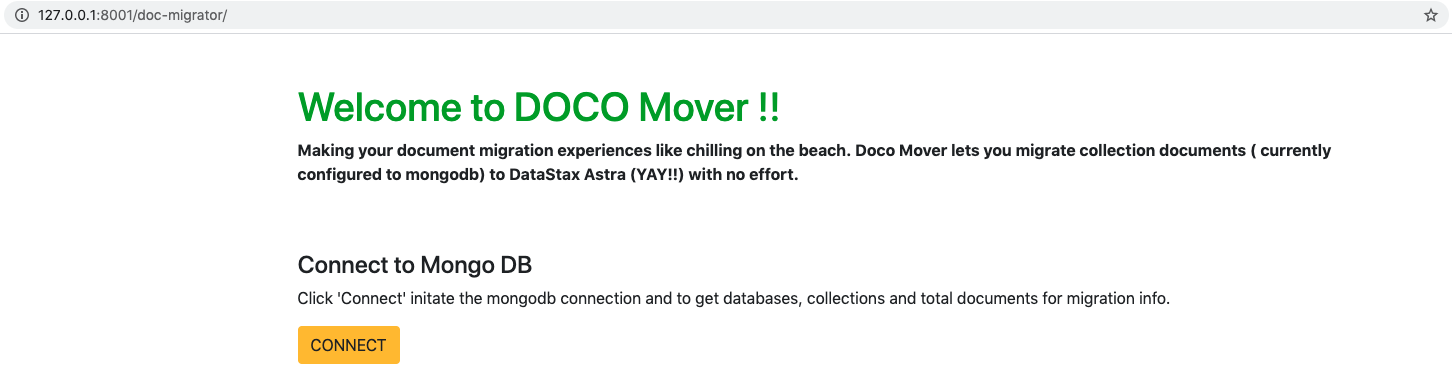 127.0.0.1:8001/doc-migrator/
Welcome to DOCO Mover !!
Making your document migration experiences like chilling on the beach. Doco Mover lets you migrate collection documents ( currently
configured to mongodb) to DataStax Astra (YAY!!) with no effort.
Connect to Mongo DB
Click 'Connect' initate the mongodb connection and to get databases, collections and total documents for migration info.
CONNECT